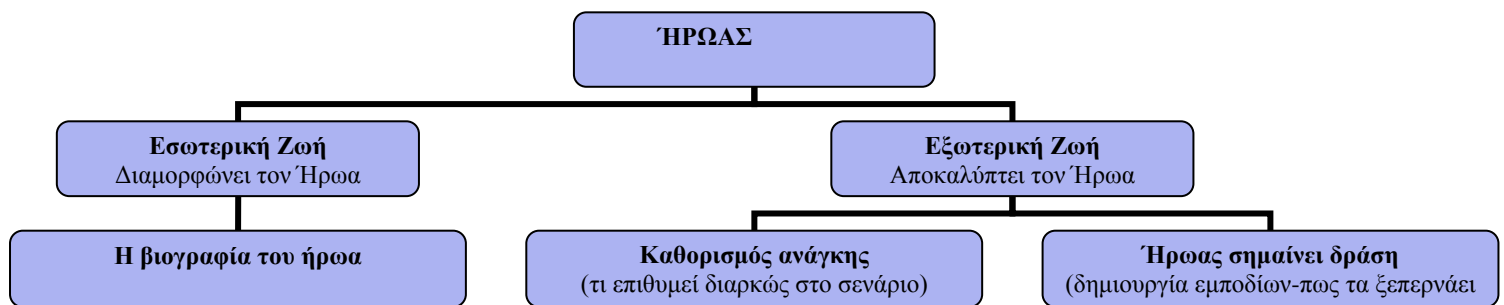 ΉΡΩΑΣ
Εσωτερική Ζωή
Διαμορφώνει τον Ήρωα
Εξωτερική Ζωή
Αποκαλύπτει τον Ήρωα
Η βιογραφία του ήρωα
Καθορισμός ανάγκης
(τι επιθυμεί διαρκώς στο σενάριο)
Ήρωας σημαίνει δράση
(δημιουργία εμποδίων-πως τα ξεπερνάει